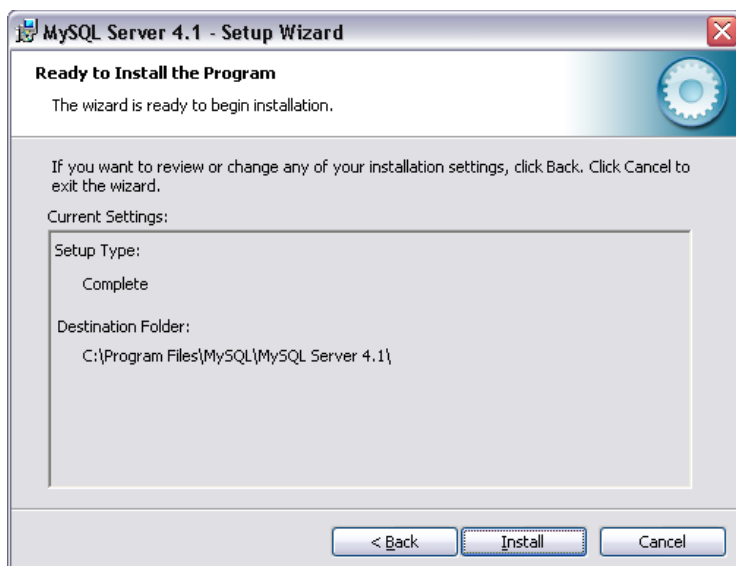 MySQL Server 4.1 - Setup Wizard
Ready to Install the Program
The wizard is ready to begin installation.
If you want to review or change any of your installation settings, click Back. Click Cancel to
exit the wizard.
Current Settings:
Setup Type:
Complete
Destination Folder:
C:\Program Files\MySQL\MySQL Server 4.1\
< Back
Install
Cancel